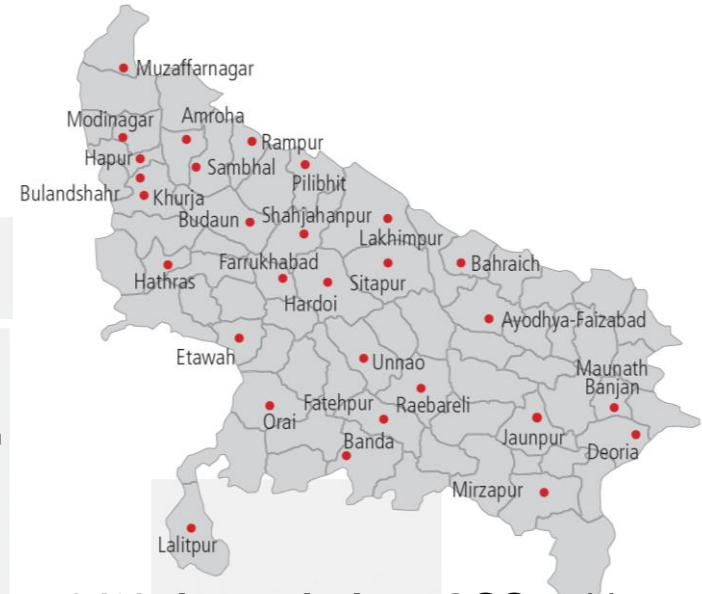 Muzaffarnagar
Modinagar
Amroha
Rampur
Hapur
Sambhal
Pilibhit
Bulandshahr
Khurja
Budaun
Shahjahanpur
Lakhimpur
Hathras
Farrukhabad
Sitapur
Bahraich
Hardoi
Ayodhya-Faizabad
Etawah
Unnao
Maunath
Banjan
Orai
Fatehpur
Raebareli
Banda
Jaunpur
Deoria
Mirzapur
Lalitpur